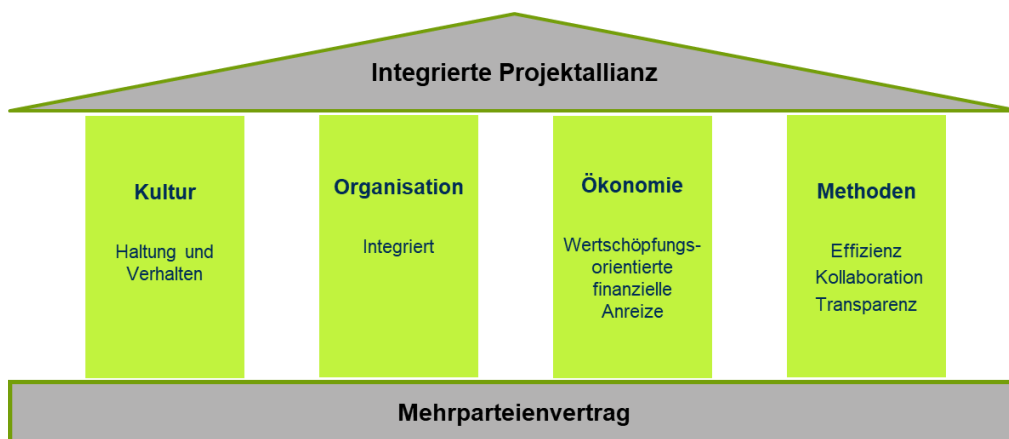 Integrierte Projektallianz
Kultur
Haltung und
Verhalten
Organisation
Integriert
Ökonomie
Wertschöpfungs-
orientierte
finanzielle
Anreize
Methoden
Effizienz
Kollaboration
Transparenz
Mehrparteienvertrag